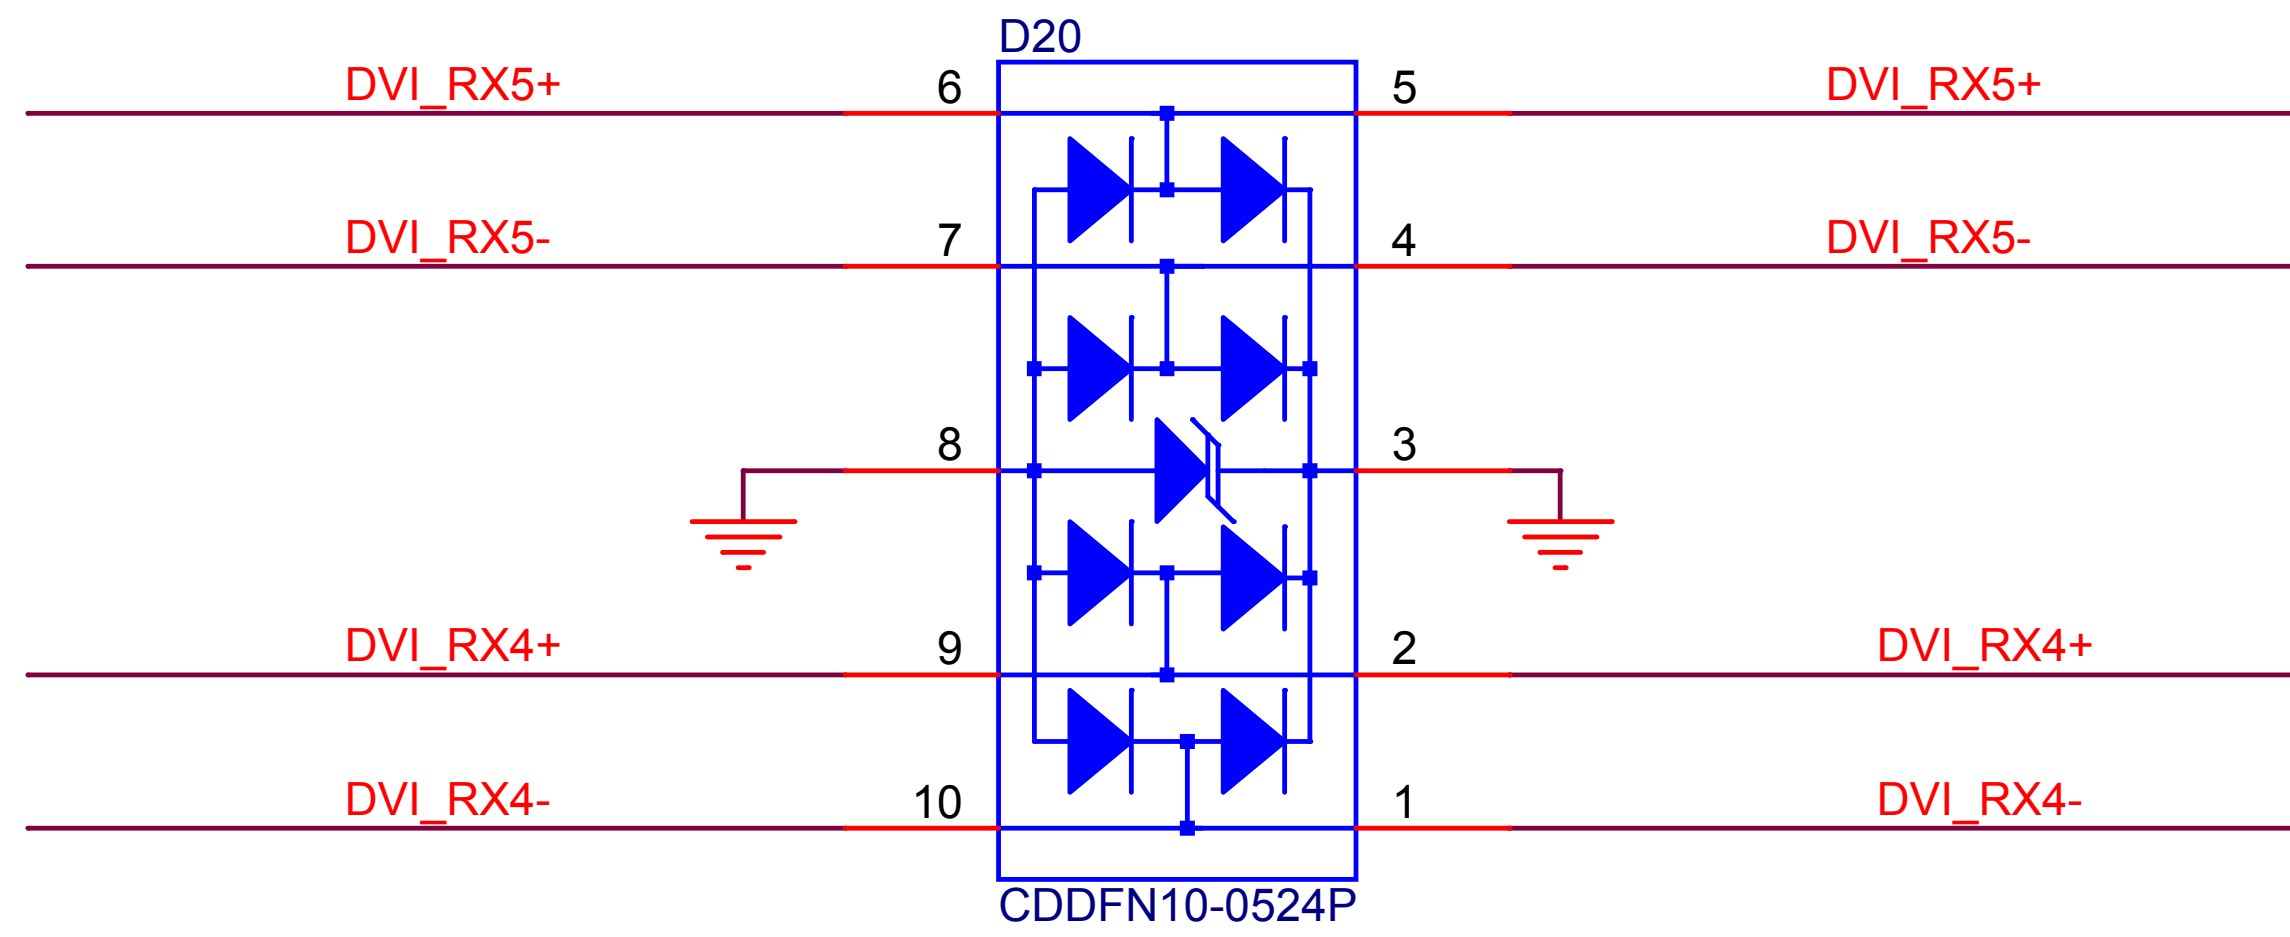 D20
DVI_RX5+ 6 5 DVI_RX5+
DVI_RX5- 7 4 DVI_RX5-
8 3
DVI_RX4+ 9 2 DVI_RX4+
DVI_RX4- 10 1 DVI_RX4-
CDDFN10-0524P